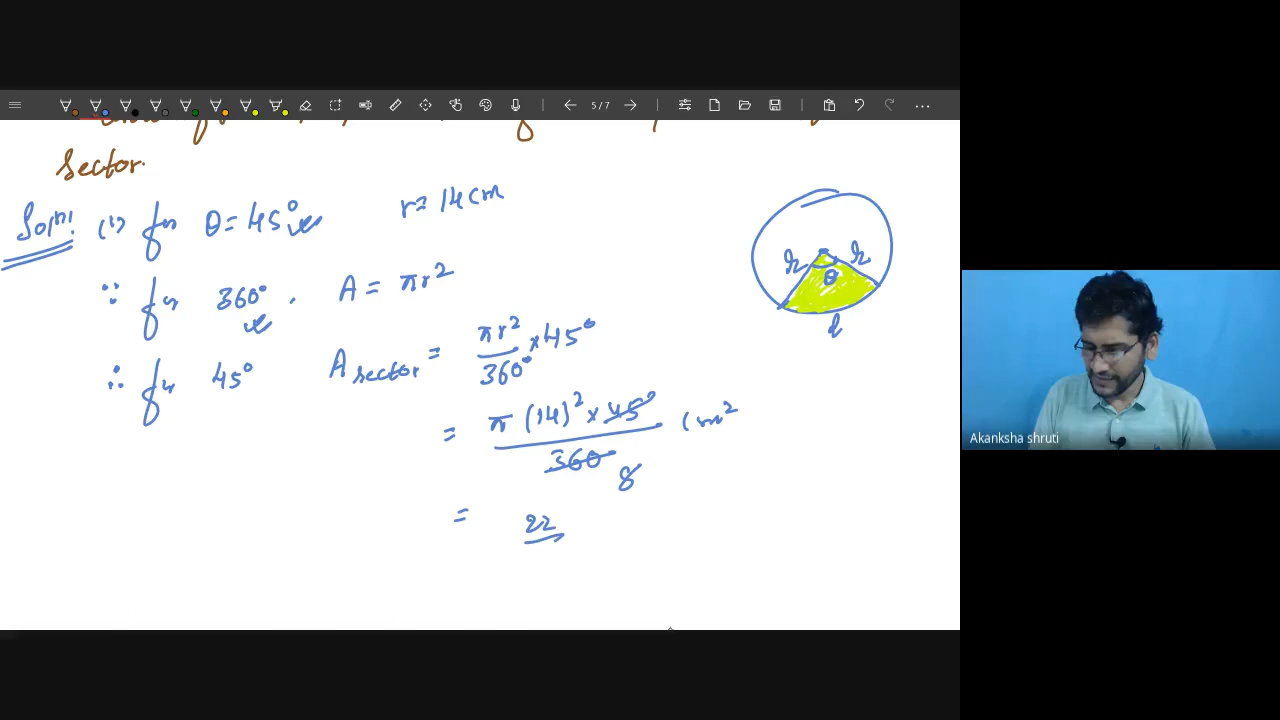 5/7
sector.
Soln: (i) for θ = 45° r = 14 cm
∵ for 360°, A = πr²
∴ for 45° A sector = πr²/360° × 45°
= π (14)² × 45°/360 8 cm²
= 22
r θ r
l
Akanksha shruti